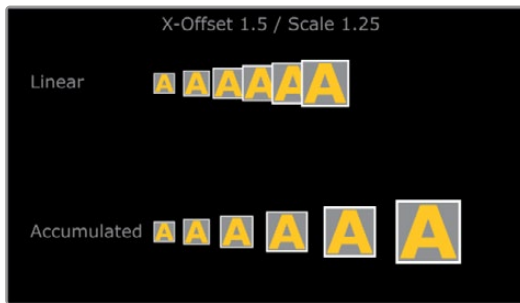 X-Offset 1.5 / Scale 1.25
Linear
A A A A A A
Accumulated
A A A A A A